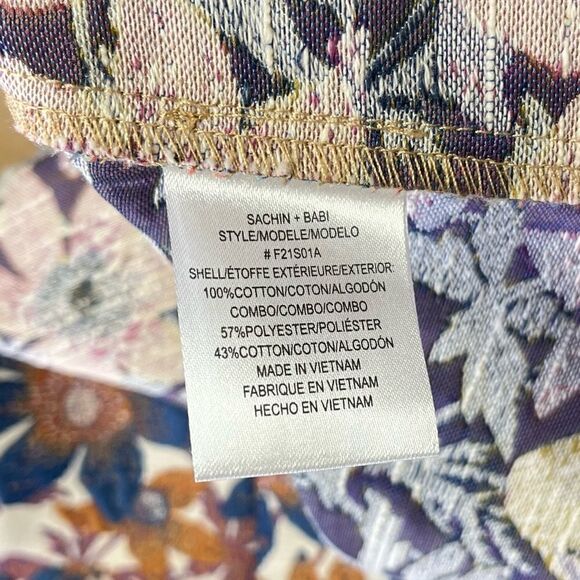 SACHIN + BABI
STYLE/MODELE/MODELO
# F21S01A
SHELL/ÉTOFFE EXTÉRIEURE/EXTERIOR:
100%COTTON/COTON/ALGODÓN
COMBO/COMBO/COMBO
57%POLYESTER/POLIÉSTER
43%COTTON/COTON/ALGODÓN
MADE IN VIETNAM
FABRIQUE EN VIETNAM
HECHO EN VIETNAM